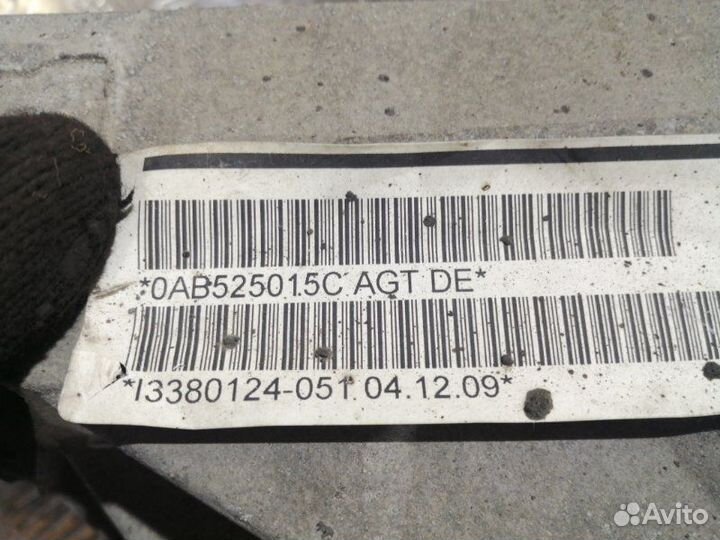 *0AB525015C AGT DE*
*I3380124-051 04.12.09*
Avito